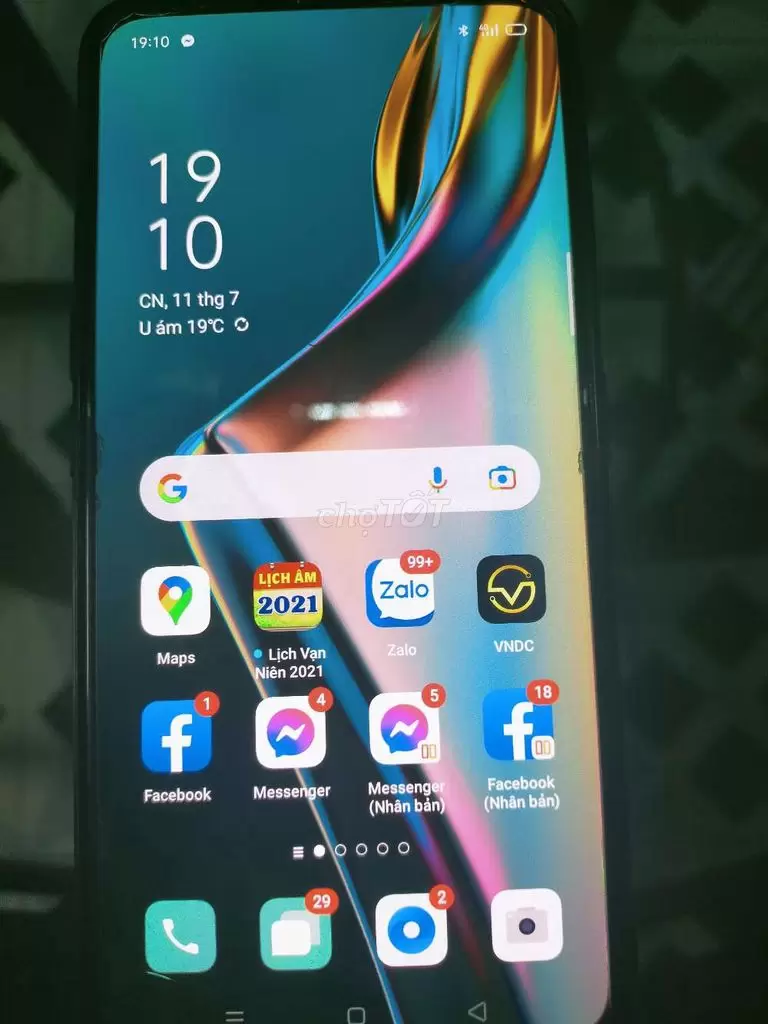 19:10
4G
19
10
CN, 11 thg 7
U ám 19°C
G
chợTỐT
99+
LỊCH ÂM
2021
Zalo
Maps
Lịch Vạn
Niên 2021
Zalo
VNDC
1
4
5
18
Facebook
Messenger
Messenger
(Nhân bản)
Facebook
(Nhân bản)
29
2